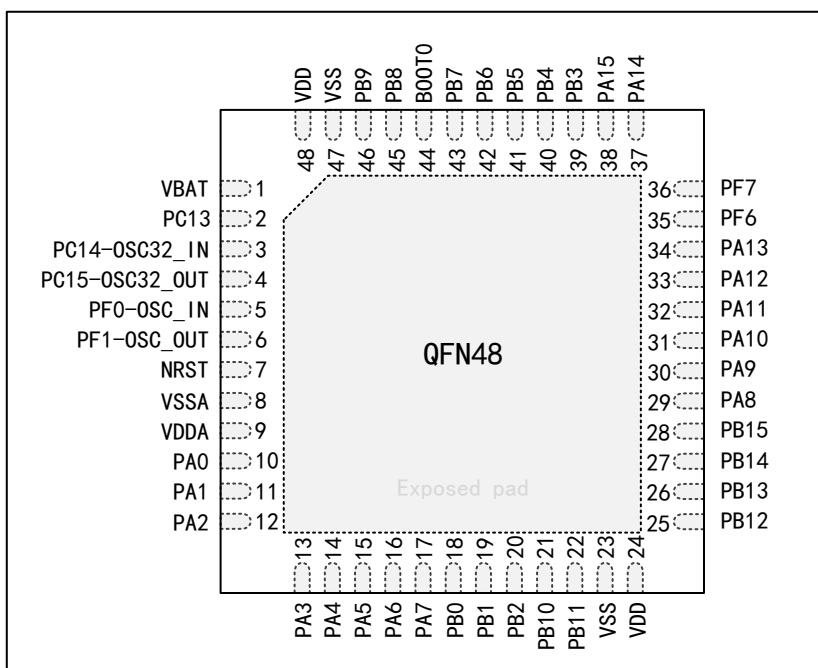 VDD VSS PB9 PB8 BOOT0 PB7 PB6 PB5 PB4 PB3 PA15 PA14
48 47 46 45 44 43 42 41 40 39 38 37
VBAT 1 36 PF7
PC13 2 35 PF6
PC14-OSC32_IN 3 34 PA13
PC15-OSC32_OUT 4 33 PA12
PF0-OSC_IN 5 32 PA11
PF1-OSC_OUT 6 31 PA10
QFN48
NRST 7 30 PA9
VSSA 8 29 PA8
VDDA 9 28 PB15
PA0 10 27 PB14
PA1 11 26 PB13
Exposed pad
PA2 12 25 PB12
13 14 15 16 17 18 19 20 21 22 23 24
PA3 PA4 PA5 PA6 PA7 PB0 PB1 PB2 PB10 PB11 VSS VDD